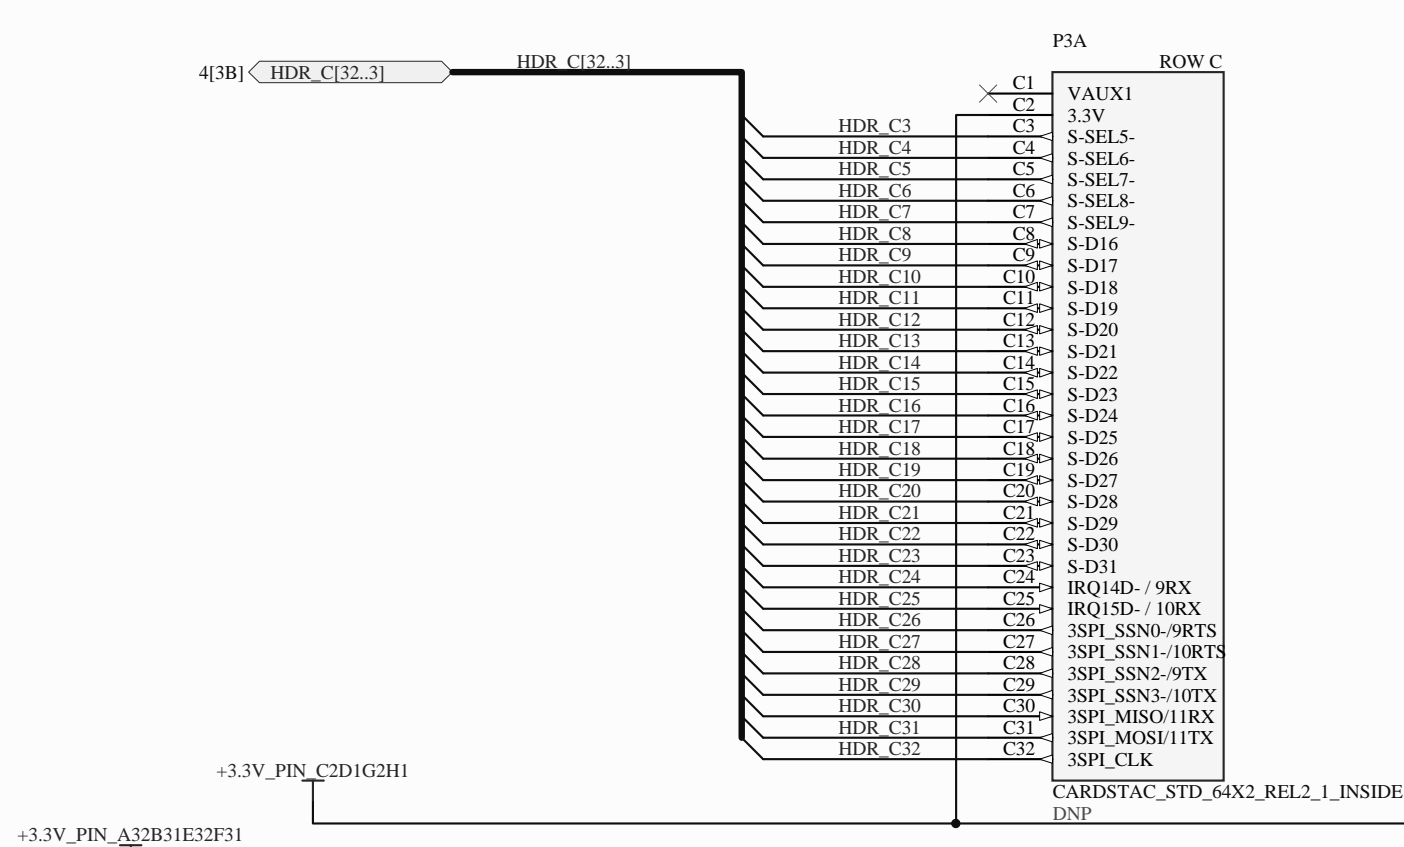 P3A
HDR_C[32..3]
ROW C
4[3B] HDR_C[32..3]
C1 VAUX1
C2 3.3V
HDR_C3 C3 S-SEL5-
HDR_C4 C4 S-SEL6-
HDR_C5 C5 S-SEL7-
HDR_C6 C6 S-SEL8-
HDR_C7 C7 S-SEL9-
HDR_C8 C8 S-D16
HDR_C9 C9 S-D17
HDR_C10 C10 S-D18
HDR_C11 C11 S-D19
HDR_C12 C12 S-D20
HDR_C13 C13 S-D21
HDR_C14 C14 S-D22
HDR_C15 C15 S-D23
HDR_C16 C16 S-D24
HDR_C17 C17 S-D25
HDR_C18 C18 S-D26
HDR_C19 C19 S-D27
HDR_C20 C20 S-D28
HDR_C21 C21 S-D29
HDR_C22 C22 S-D30
HDR_C23 C23 S-D31
HDR_C24 C24 IRQ14D- / 9RX
HDR_C25 C25 IRQ15D- / 10RX
HDR_C26 C26 3SPI_SSN0-/9RTS
HDR_C27 C27 3SPI_SSN1-/10RTS
HDR_C28 C28 3SPI_SSN2-/9TX
HDR_C29 C29 3SPI_SSN3-/10TX
HDR_C30 C30 3SPI_MISO/11RX
HDR_C31 C31 3SPI_MOSI/11TX
HDR_C32 C32 3SPI_CLK
+3.3V_PIN_C2D1G2H1
CARDSTAC_STD_64X2_REL2_1_INSIDE
DNP
+3.3V_PIN_A32B31E32F31